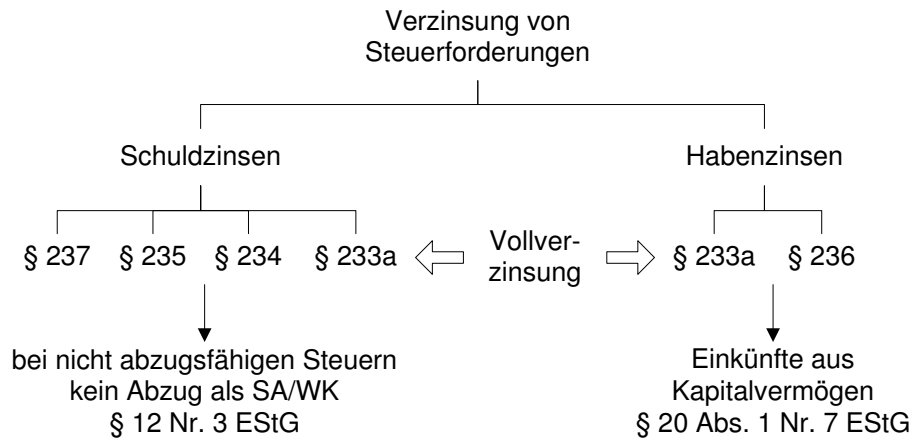 Verzinsung von
Steuerforderungen
Schuldzinsen
Habenzinsen
§ 237 § 235 § 234 § 233a
Vollver-
zinsung
§ 233a § 236
bei nicht abzugsfähigen Steuern
kein Abzug als SA/WK
§ 12 Nr. 3 EStG
Einkünfte aus
Kapitalvermögen
§ 20 Abs. 1 Nr. 7 EStG